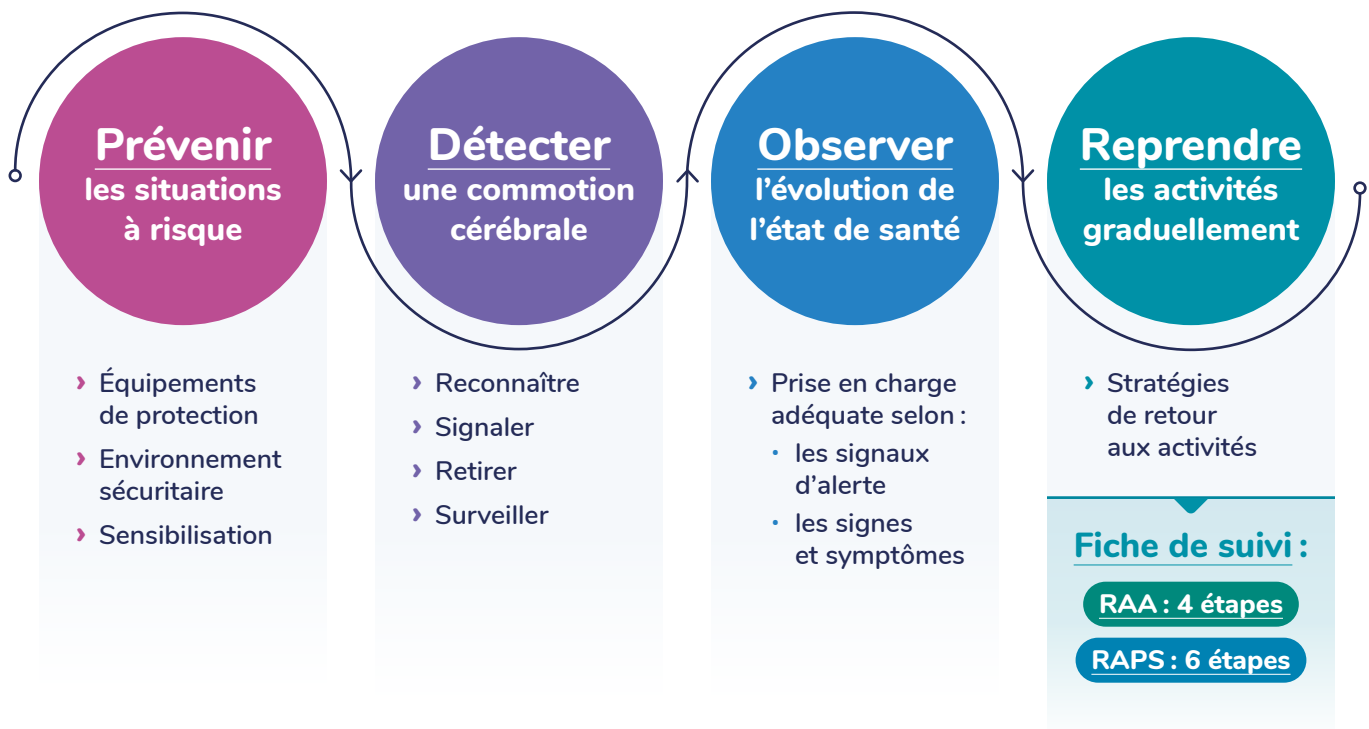 Prévenir
les situations
à risque
› Équipements
de protection
› Environnement
sécuritaire
› Sensibilisation
Détecter
une commotion
cérébrale
› Reconnaître
› Signaler
› Retirer
› Surveiller
Observer
l’évolution de
l’état de santé
› Prise en charge
adéquate selon :
• les signaux
d’alerte
• les signes
et symptômes
Reprendre
les activités
graduellement
› Stratégies
de retour
aux activités
Fiche de suivi :
RAA : 4 étapes
RAPS : 6 étapes